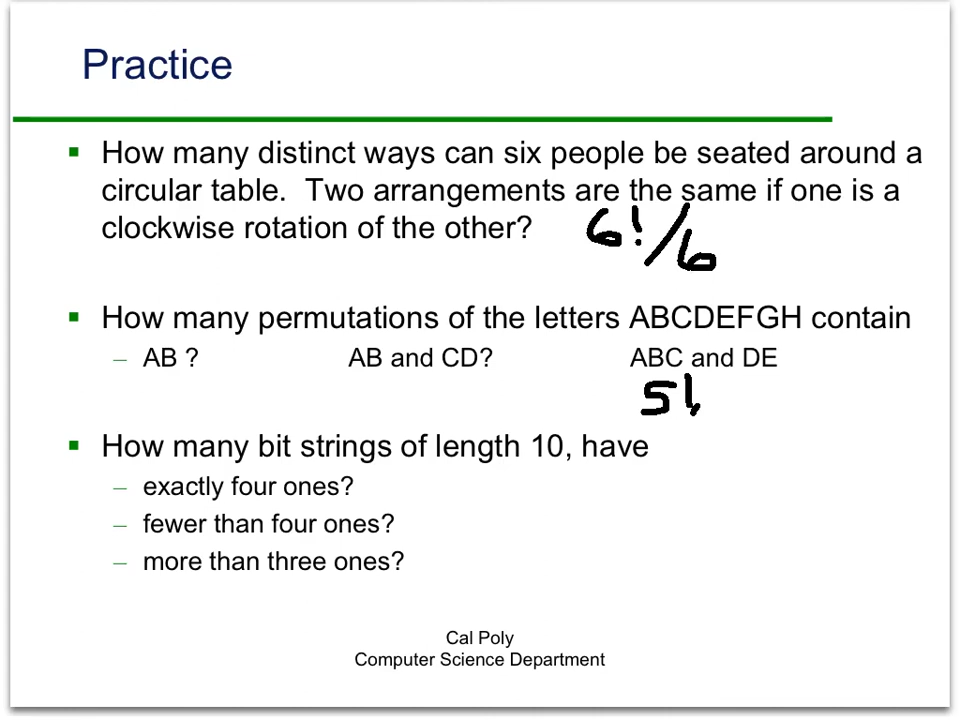 Practice
▪ How many distinct ways can six people be seated around a
circular table. Two arrangements are the same if one is a
clockwise rotation of the other?
6!/6
▪ How many permutations of the letters ABCDEFGH contain
– AB ? AB and CD? ABC and DE
5!
▪ How many bit strings of length 10, have
– exactly four ones?
– fewer than four ones?
– more than three ones?
Cal Poly
Computer Science Department